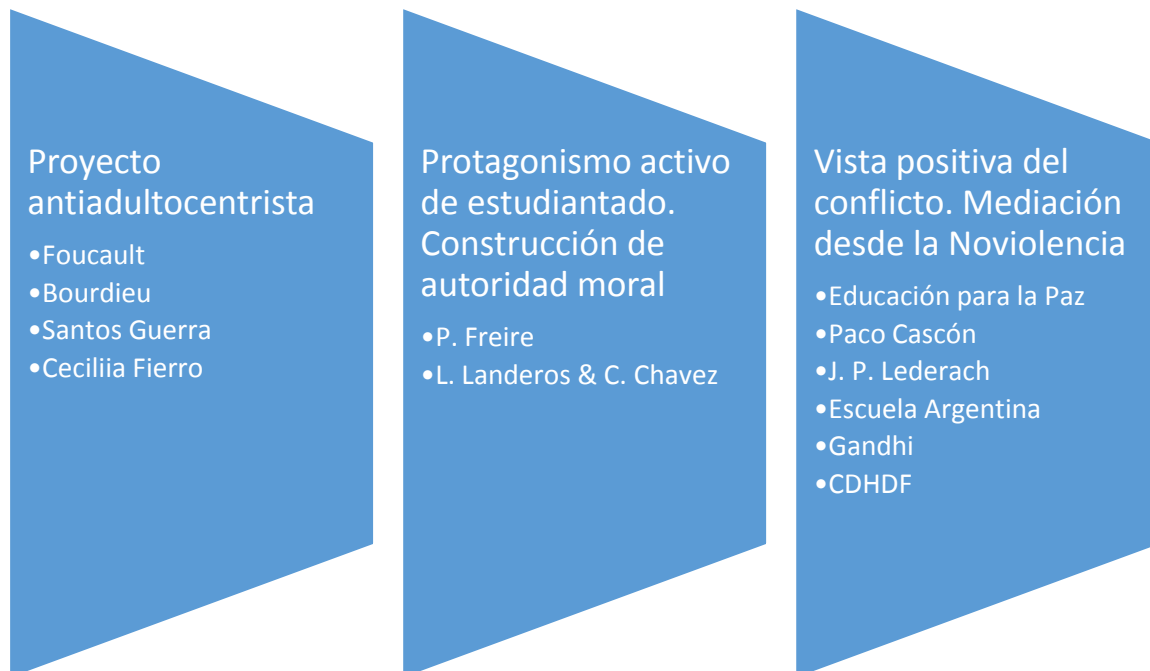 Proyecto
antiadultocentrista
•Foucault
•Bourdieu
•Santos Guerra
•Ceciliia Fierro
Protagonismo activo
de estudiantado.
Construcción de
autoridad moral
•P. Freire
•L. Landeros & C. Chavez
Vista positiva del
conflicto. Mediación
desde la Noviolencia
•Educación para la Paz
•Paco Cascón
•J. P. Lederach
•Escuela Argentina
•Gandhi
•CDHDF